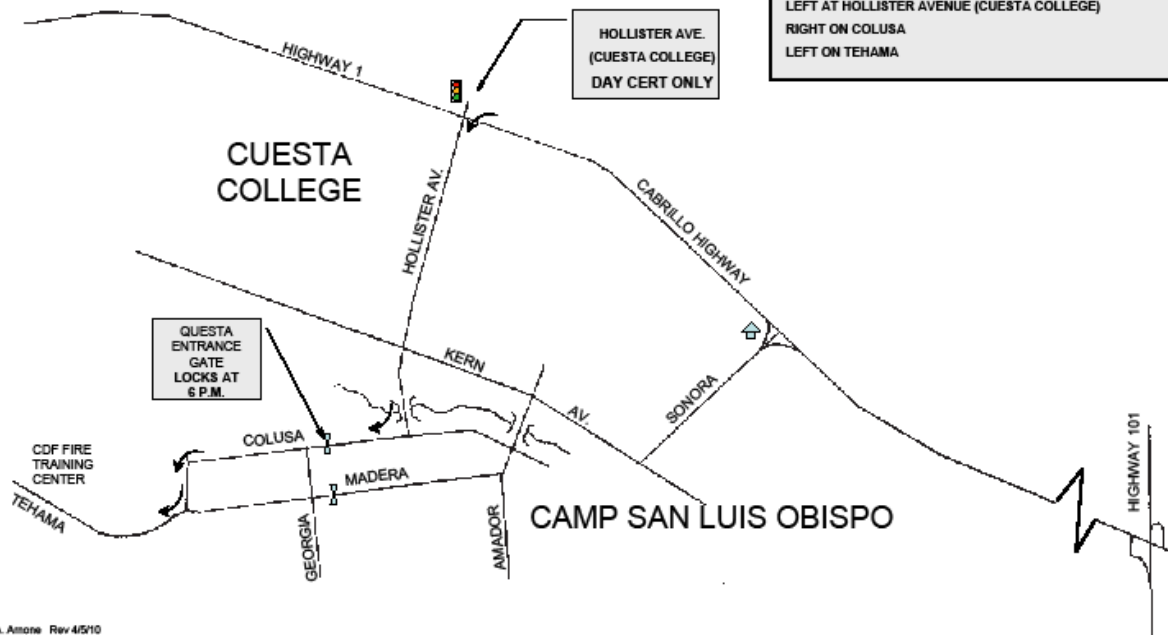 LEFT AT HOLLISTER AVENUE (CUESTA COLLEGE)
RIGHT ON COLUSA
LEFT ON TEHAMA
HOLLISTER AVE.
(CUESTA COLLEGE)
DAY CERT ONLY
HIGHWAY 1
CUESTA
COLLEGE
HOLLISTER AV.
CABRILLO HIGHWAY
QUESTA
ENTRANCE
GATE
LOCKS AT
6 P.M.
KERN
AV.
SONORA
COLUSA
CDF FIRE
TRAINING
CENTER
MADERA
TEHAMA
GEORGIA
AMADOR
CAMP SAN LUIS OBISPO
HIGHWAY 101
Rev 4/5/10